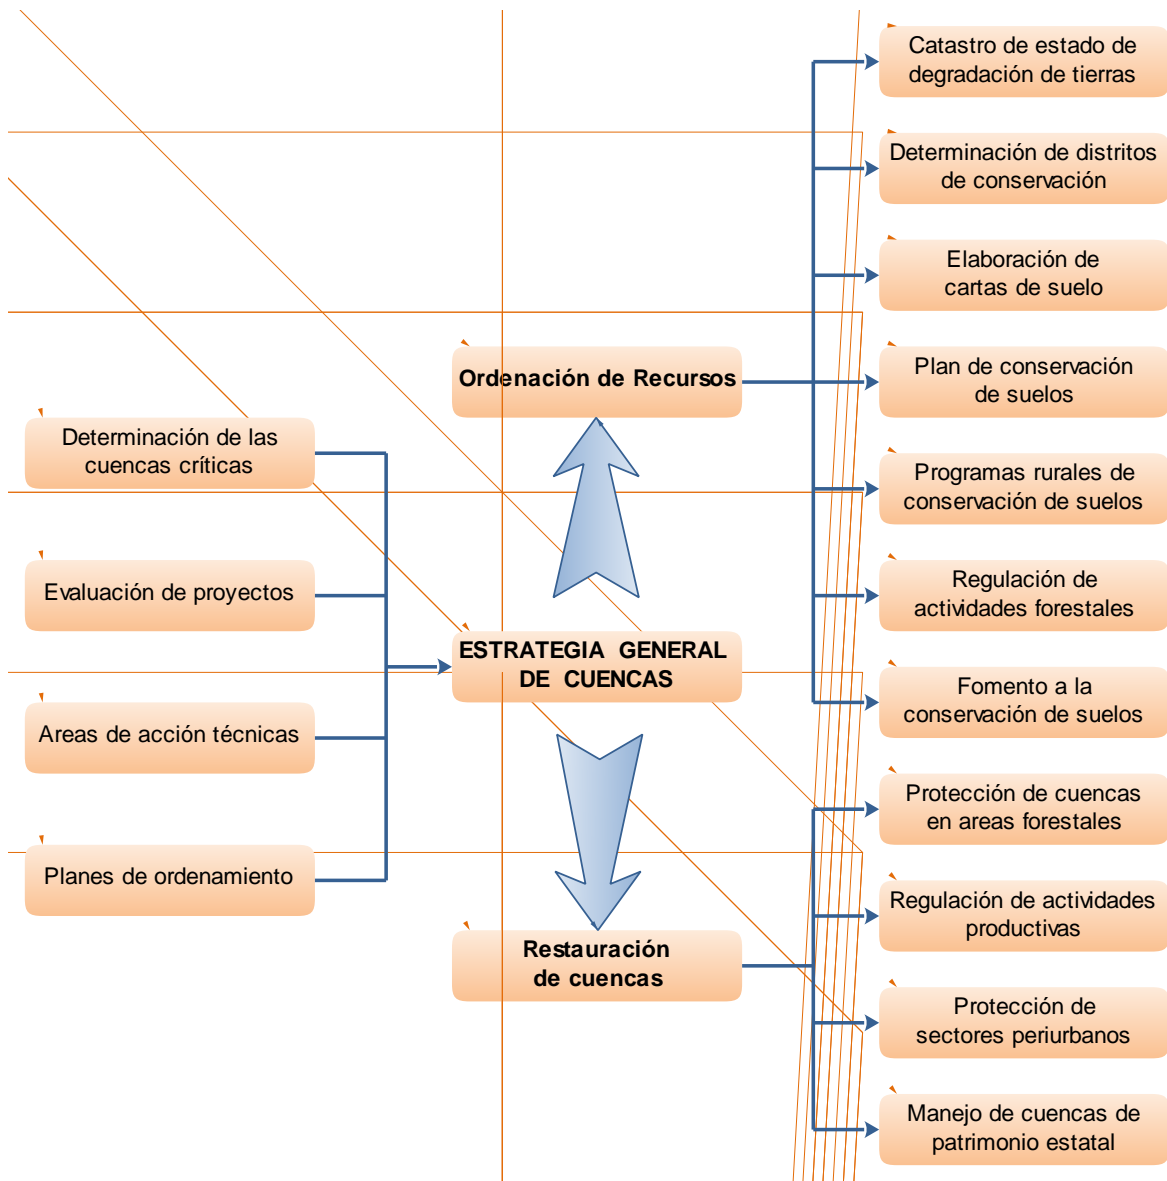 Determinación de las
cuencas críticas
Evaluación de proyectos
Areas de acción técnicas
Planes de ordenamiento
Ordenación de Recursos
ESTRATEGIA GENERAL
DE CUENCAS
Restauración
de cuencas
Catastro de estado de
degradación de tierras
Determinación de distritos
de conservación
Elaboración de
cartas de suelo
Plan de conservación
de suelos
Programas rurales de
conservación de suelos
Regulación de
actividades forestales
Fomento a la
conservación de suelos
Protección de cuencas
en areas forestales
Regulación de actividades
productivas
Protección de
sectores periurbanos
Manejo de cuencas de
patrimonio estatal